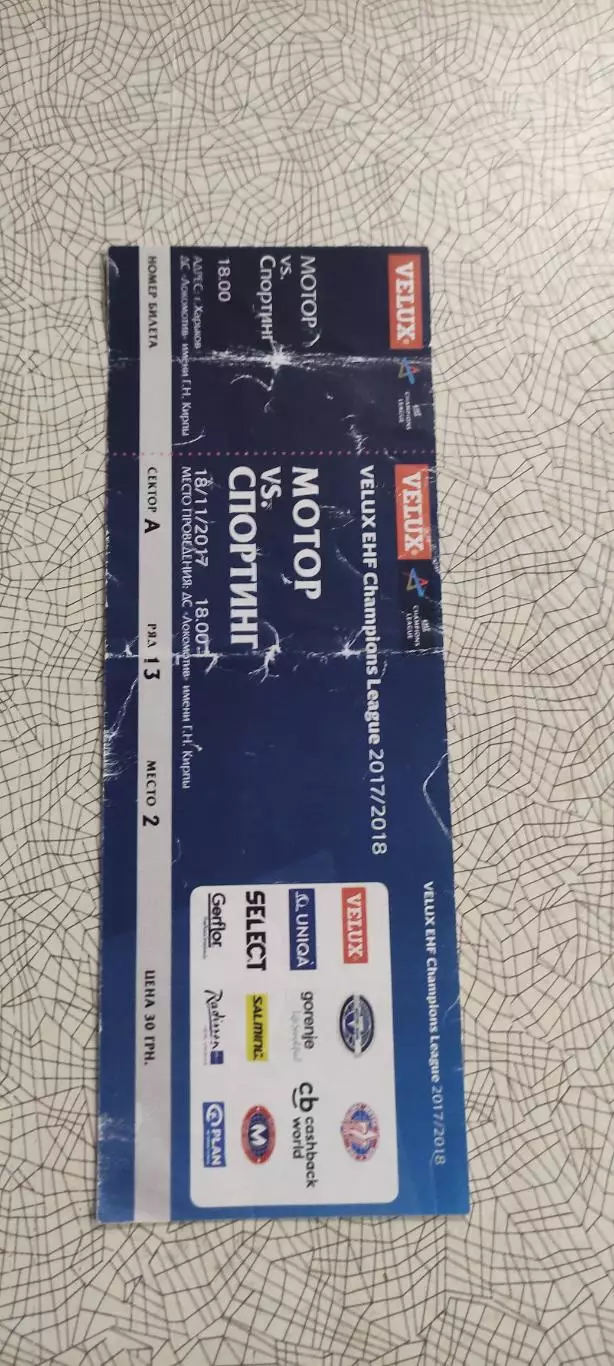 VELUX®
EHF
CHAMPIONS
LEAGUE
МОТОР
vs.
Спортинг
18.00
АДРЕС: г.Харьков
ДС «Локомотив» имени Г.Н. Кирпы
НОМЕР БИЛЕТА
VELUX®
EHF
CHAMPIONS
LEAGUE
VELUX EHF Champions League 2017/2018
МОТОР
vs.
СПОРТИНГ
18/11/2017 18.00
МЕСТО ПРОВЕДЕНИЯ: ДС «Локомотив» имени Г.Н. Кирпы
СЕКТОР A РЯД 13 МЕСТО 2 ЦЕНА 30 ГРН.
VELUX EHF Champions League 2017/2018
VELUX®
UNIQA gorenje cb cashback world
SELECT SALMING M
Gerflor Radisson PLAN